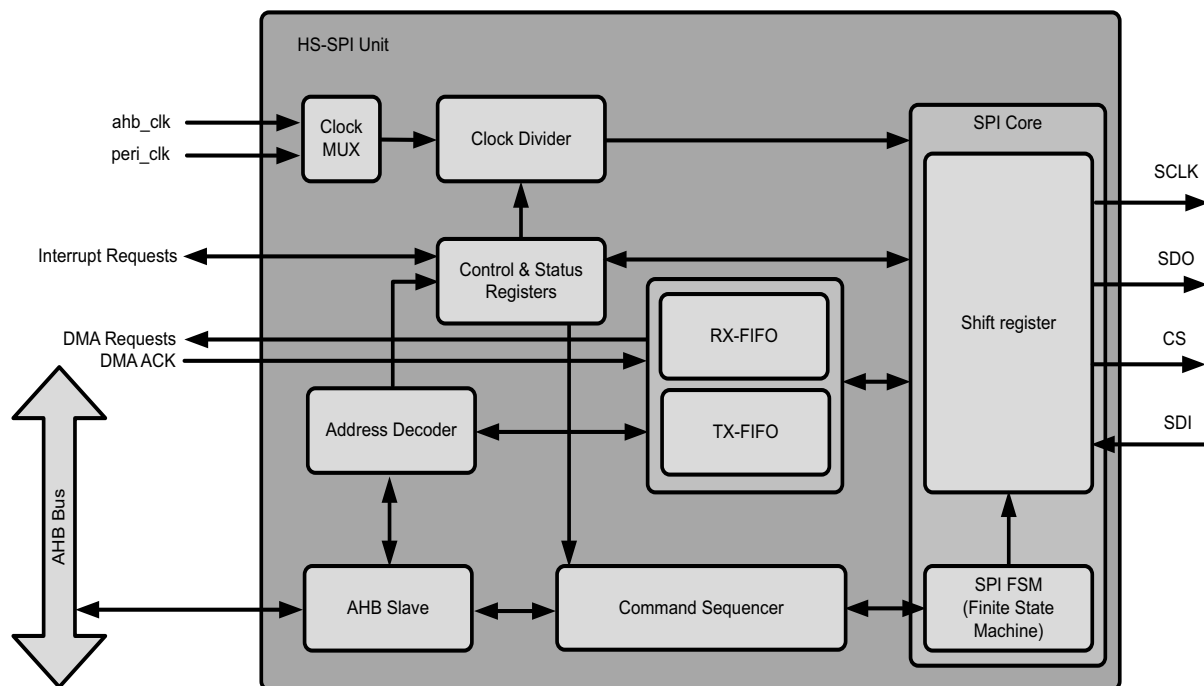 HS-SPI Unit
ahb_clk
peri_clk
Clock
MUX
Clock Divider
SPI Core
SCLK
Interrupt Requests
Control & Status
Registers
SDO
Shift register
DMA Requests
DMA ACK
RX-FIFO
CS
Address Decoder
TX-FIFO
SDI
AHB Bus
AHB Slave
Command Sequencer
SPI FSM
(Finite State
Machine)